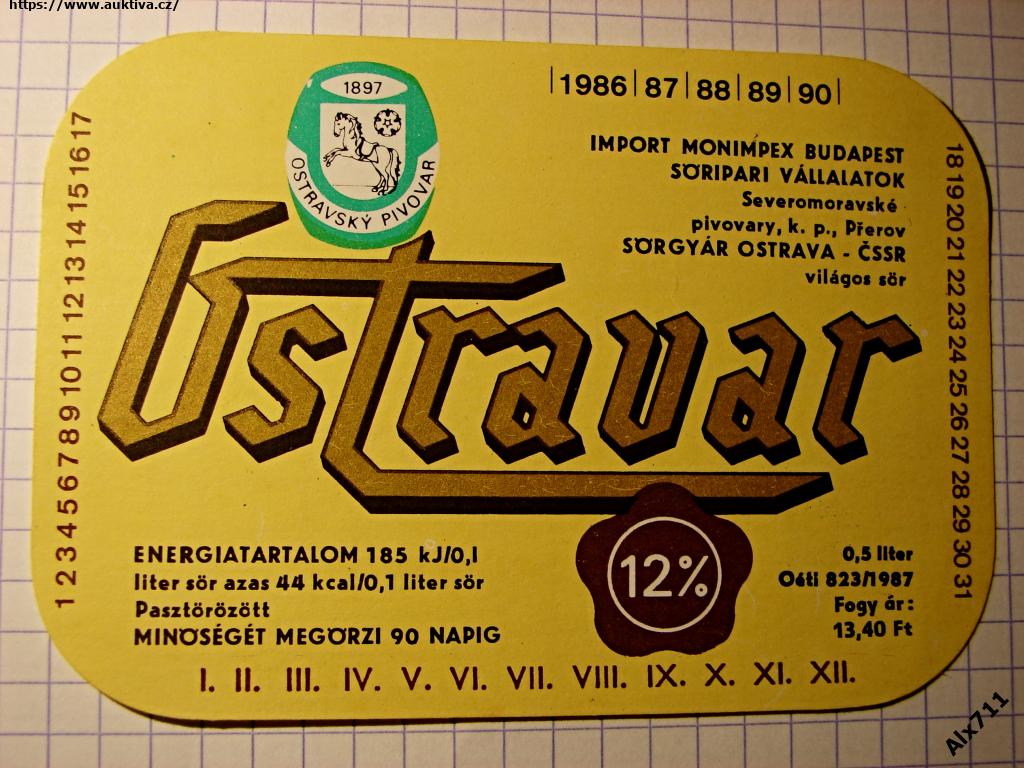 https://www.auktiva.cz/
1897
OSTRAVSKÝ PIVOVAR
1986 87 88 89 90
IMPORT MONIMPEX BUDAPEST
SÖRIPARI VÁLLALATOK
Severomoravské
pivovary, k. p., Přerov
SÖRGYÁR OSTRAVA - ČSSR
világos sör
Ostravar
1 2 3 4 5 6 7 8 9 10 11 12 13 14 15 16 17
18 19 20 21 22 23 24 25 26 27 28 29 30 31
ENERGIATARTALOM 185 kJ/0,l
liter sör azas 44 kcal/0,1 liter sör
Pasztörözött
MINŐSÉGÉT MEGŐRZI 90 NAPIG
12%
0,5 liter
Oéti 823/1987
Fogy ár:
13,40 Ft
I. II. III. IV. V. VI. VII. VIII. IX. X. XI. XII.
Alx711